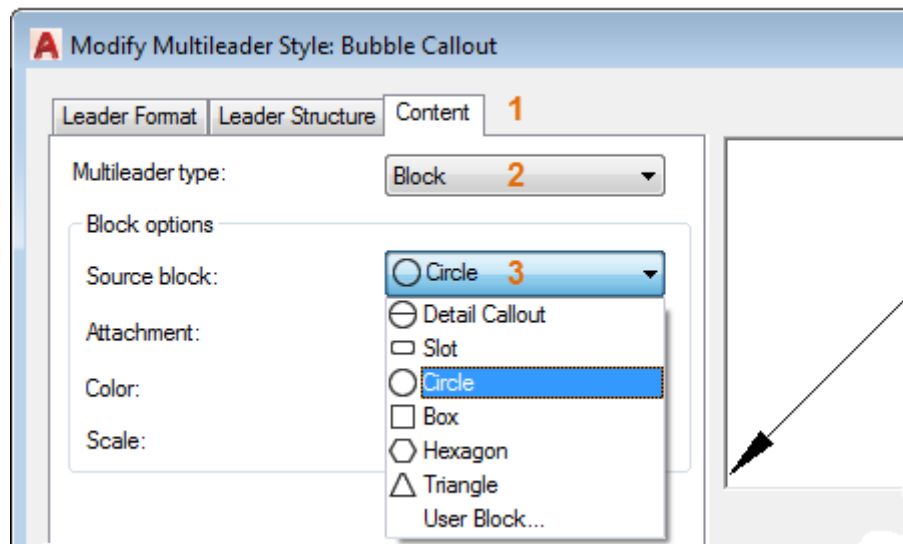 Modify Multileader Style: Bubble Callout
Leader Format Leader Structure Content 1
Multileader type: Block 2
Block options
Source block: Circle 3
Detail Callout
Attachment:
Slot
Circle
Color:
Box
Scale:
Hexagon
Triangle
User Block...